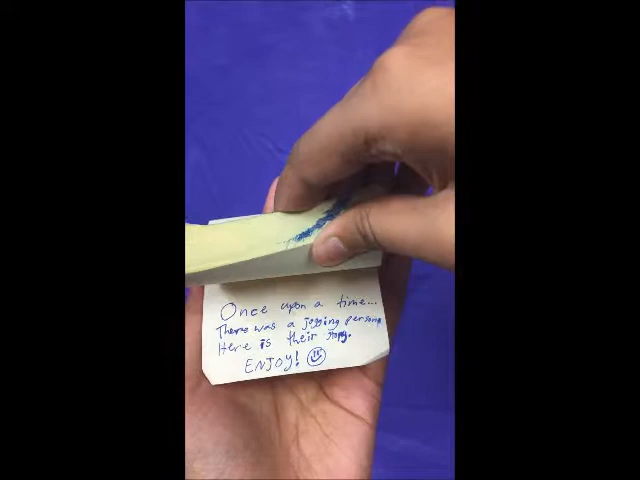 Once upon a time...
There was a jogging person
Here is their story.
ENJOY!